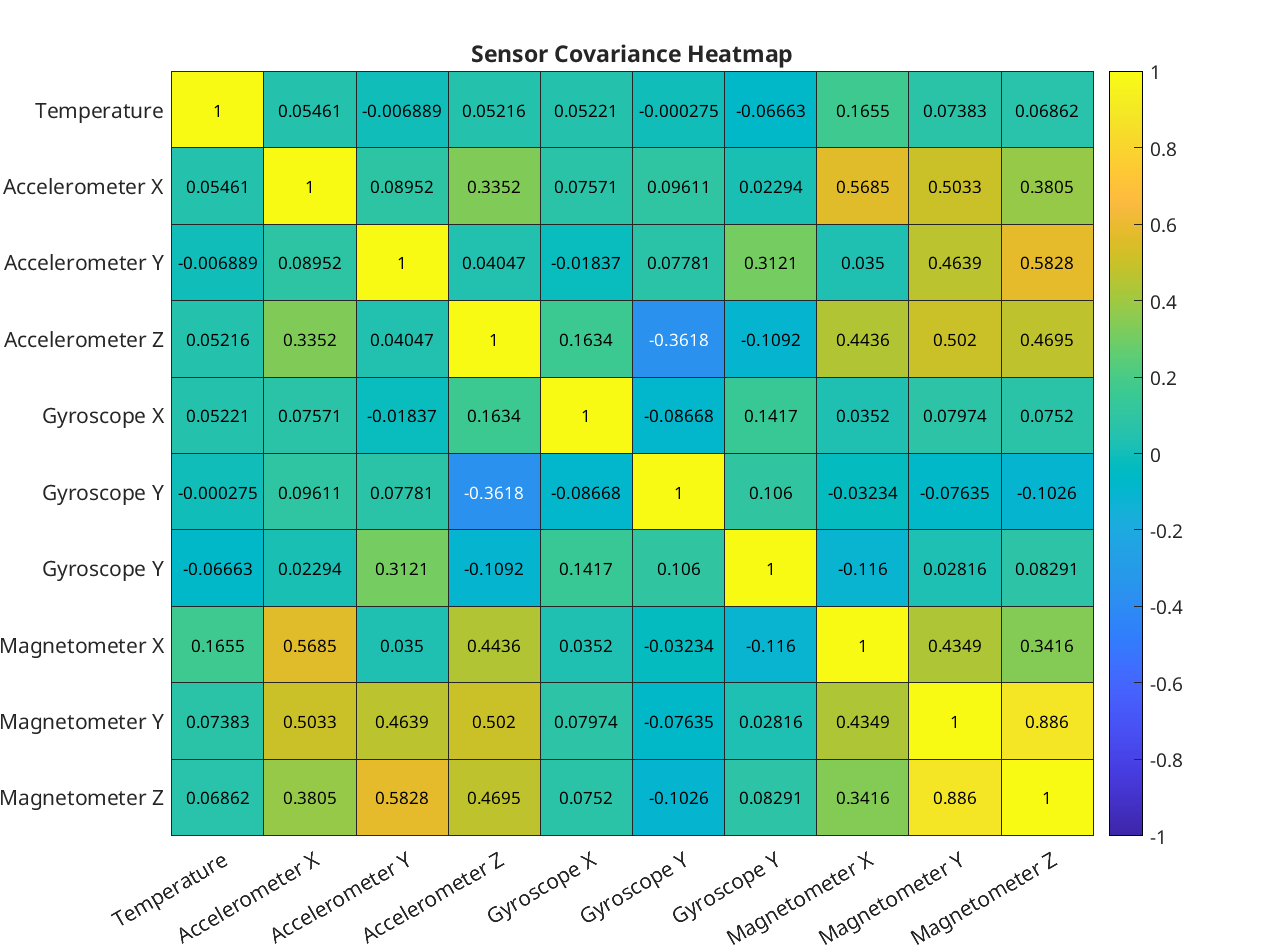 Sensor Covariance Heatmap
Temperature 1 0.05461 -0.006889 0.05216 0.05221 -0.000275 -0.06663 0.1655 0.07383 0.06862
Accelerometer X 0.05461 1 0.08952 0.3352 0.07571 0.09611 0.02294 0.5685 0.5033 0.3805
Accelerometer Y -0.006889 0.08952 1 0.04047 -0.01837 0.07781 0.3121 0.035 0.4639 0.5828
Accelerometer Z 0.05216 0.3352 0.04047 1 0.1634 -0.3618 -0.1092 0.4436 0.502 0.4695
Gyroscope X 0.05221 0.07571 -0.01837 0.1634 1 -0.08668 0.1417 0.0352 0.07974 0.0752
Gyroscope Y -0.000275 0.09611 0.07781 -0.3618 -0.08668 1 0.106 -0.03234 -0.07635 -0.1026
Gyroscope Y -0.06663 0.02294 0.3121 -0.1092 0.1417 0.106 1 -0.116 0.02816 0.08291
Magnetometer X 0.1655 0.5685 0.035 0.4436 0.0352 -0.03234 -0.116 1 0.4349 0.3416
Magnetometer Y 0.07383 0.5033 0.4639 0.502 0.07974 -0.07635 0.02816 0.4349 1 0.886
Magnetometer Z 0.06862 0.3805 0.5828 0.4695 0.0752 -0.1026 0.08291 0.3416 0.886 1
Temperature
Accelerometer X
Accelerometer Y
Accelerometer Z
Gyroscope X
Gyroscope Y
Gyroscope Y
Magnetometer X
Magnetometer Y
Magnetometer Z
1
0.8
0.6
0.4
0.2
0
-0.2
-0.4
-0.6
-0.8
-1